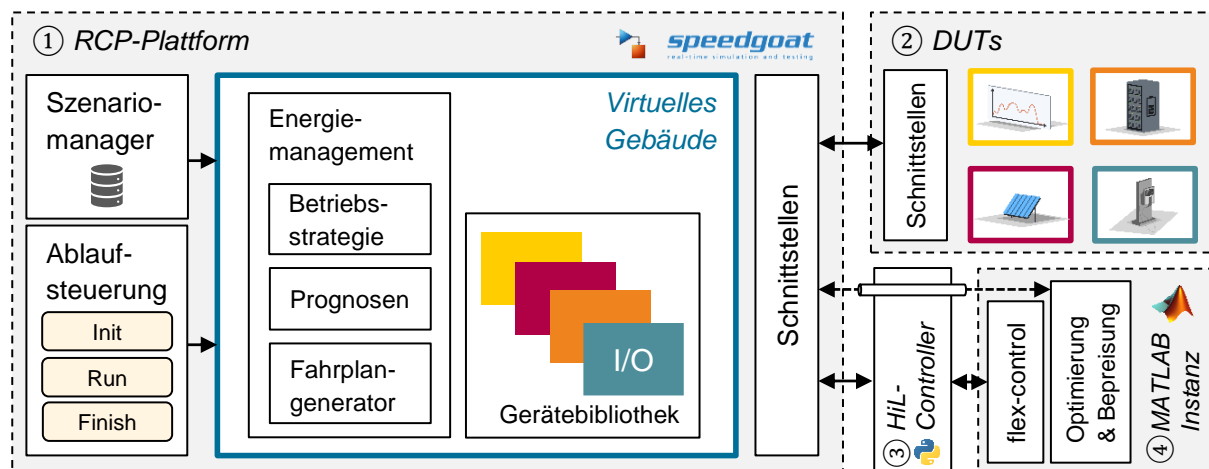 ① RCP-Plattform
speedgoat
real-time simulation and testing
Szenario-
manager
Ablauf-
steuerung
Init
Run
Finish
Virtuelles
Gebäude
Energie-
management
Betriebs-
strategie
Prognosen
Fahrplan-
generator
I/O
Gerätebibliothek
Schnittstellen
② DUTs
Schnittstellen
③ HiL-
Controller
flex-control
Optimierung
& Bepreisung
④ MATLAB
Instanz